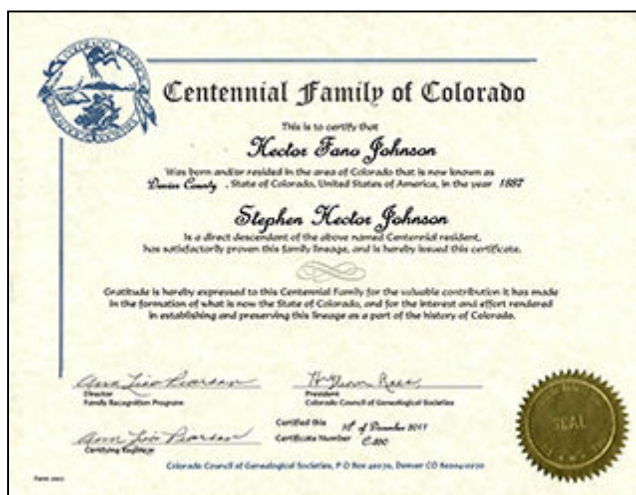 Centennial Family of Colorado
This is to certify that
Hector Fano Johnson
Was born and/or resided in the area of Colorado that is now known as
County , State of Colorado, United States of America, in the year 1887
Stephen Hector Johnson
Is a direct descendant of the above named Centennial resident,
has satisfactorily proven this family lineage, and is hereby issued this certificate.
Gratitude is hereby expressed to this Centennial Family for the valuable contribution it has made
in the formation of what is now the State of Colorado, and for the interest and effort rendered
in establishing and preserving this lineage as a part of the history of Colorado.
Director
Family Recognition Program
President
Colorado Council of Genealogical Societies
Certified this of December
Certificate Number
Certifying Registrar
SEAL
Colorado Council of Genealogical Societies, P O Box Denver CO
Form